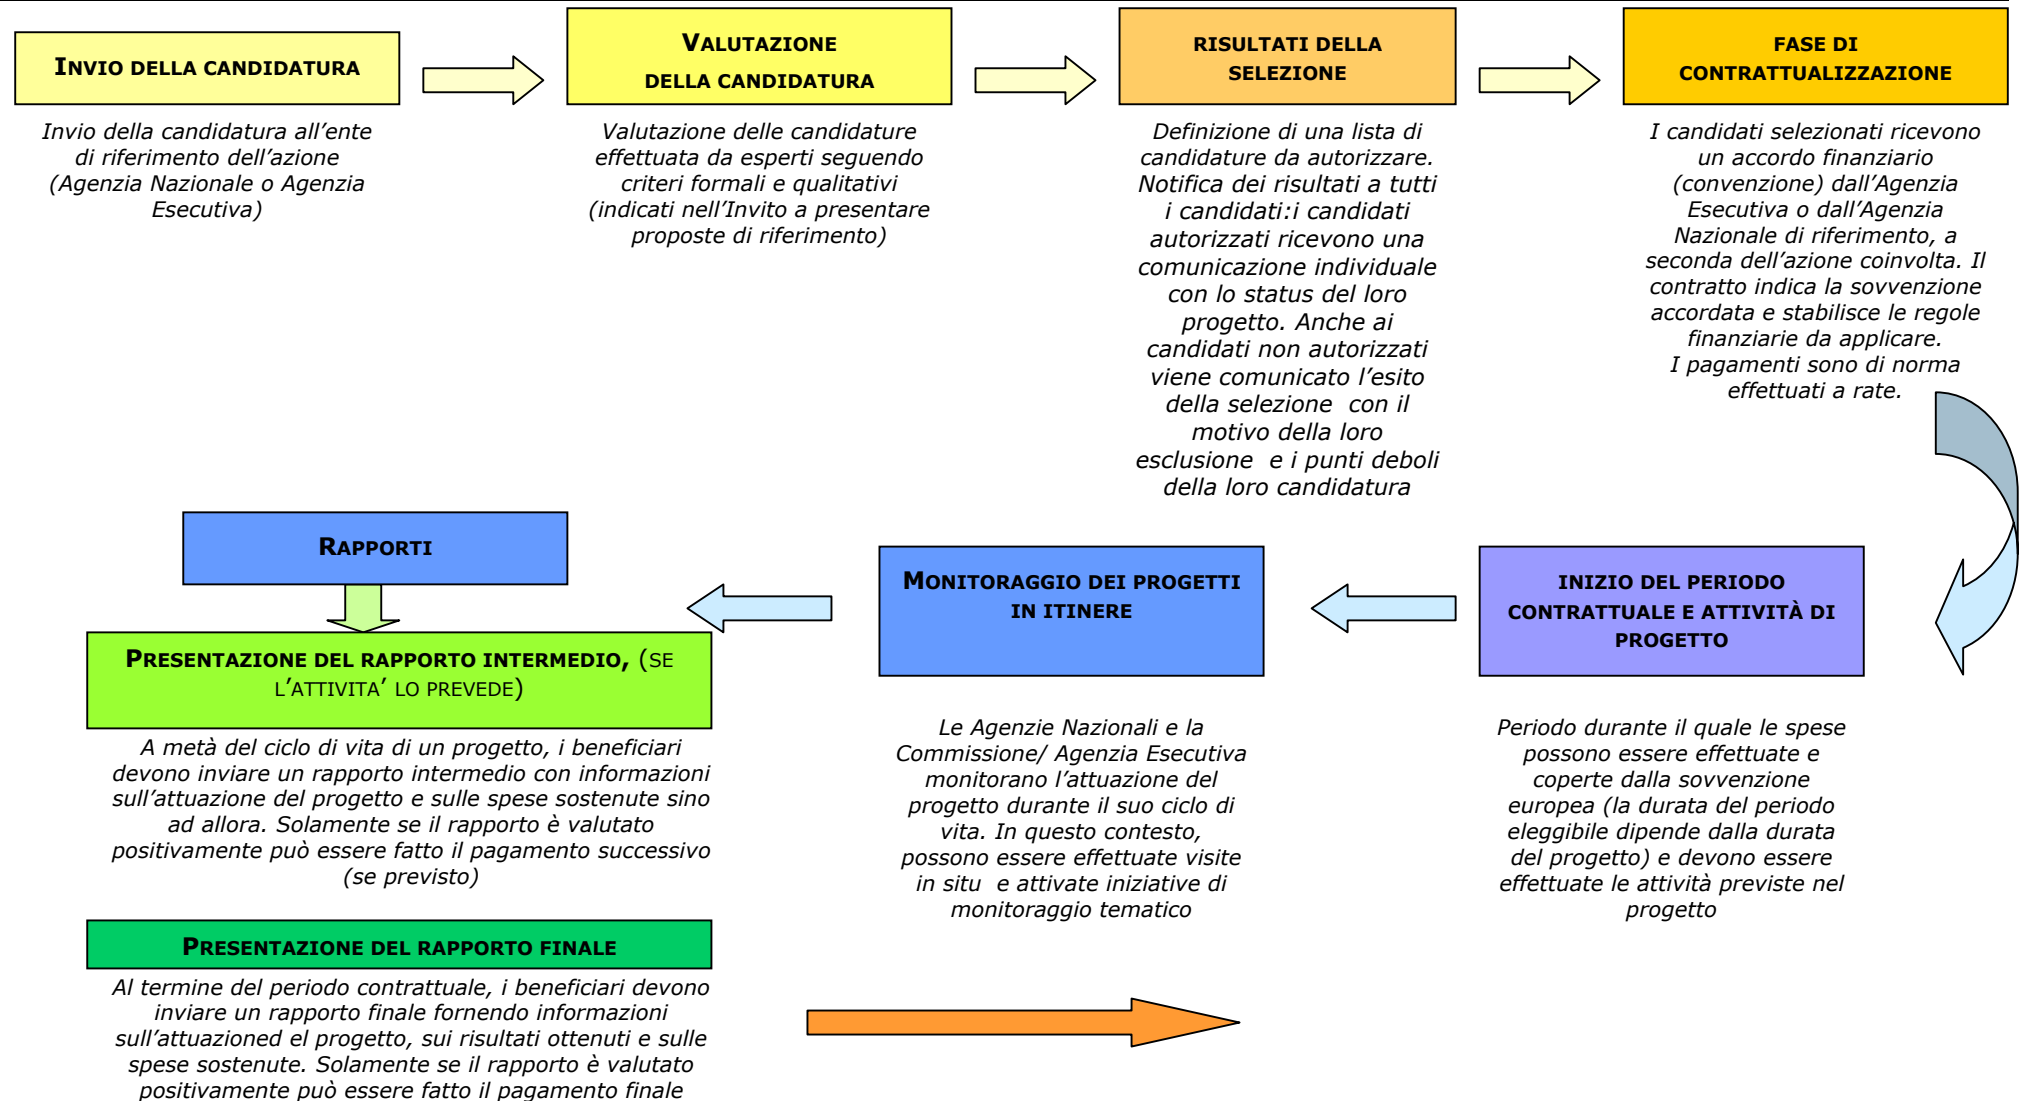 INVIO DELLA CANDIDATURA
Invio della candidatura all'ente
di riferimento dell'azione
(Agenzia Nazionale o Agenzia
Esecutiva)
VALUTAZIONE
DELLA CANDIDATURA
Valutazione delle candidature
effettuata da esperti seguendo
criteri formali e qualitativi
(indicati nell'Invito a presentare
proposte di riferimento)
RISULTATI DELLA
SELEZIONE
Definizione di una lista di
candidature da autorizzare.
Notifica dei risultati a tutti
i candidati:i candidati
autorizzati ricevono una
comunicazione individuale
con lo status del loro
progetto. Anche ai
candidati non autorizzati
viene comunicato l'esito
della selezione  con il
motivo della loro
esclusione  e i punti deboli
della loro candidatura
FASE DI
CONTRATTUALIZZAZIONE
I candidati selezionati ricevono
un accordo finanziario
(convenzione) dall'Agenzia
Esecutiva o dall'Agenzia
Nazionale di riferimento, a
seconda dell'azione coinvolta. Il
contratto indica la sovvenzione
accordata e stabilisce le regole
finanziarie da applicare.
I pagamenti sono di norma
effettuati a rate.
INIZIO DEL PERIODO
CONTRATTUALE E ATTIVITÀ DI
PROGETTO
Periodo durante il quale le spese
possono essere effettuate e
coperte dalla sovvenzione
europea (la durata del periodo
eleggibile dipende dalla durata
del progetto) e devono essere
effettuate le attività previste nel
progetto
MONITORAGGIO DEI PROGETTI
IN ITINERE
Le Agenzie Nazionali e la
Commissione/ Agenzia Esecutiva
monitorano l'attuazione del
progetto durante il suo ciclo di
vita. In questo contesto,
possono essere effettuate visite
in situ  e attivate iniziative di
monitoraggio tematico
RAPPORTI
PRESENTAZIONE DEL RAPPORTO INTERMEDIO, (SE
L'ATTIVITA' LO PREVEDE)
A metà del ciclo di vita di un progetto, i beneficiari
devono inviare un rapporto intermedio con informazioni
sull'attuazione del progetto e sulle spese sostenute sino
ad allora. Solamente se il rapporto è valutato
positivamente può essere fatto il pagamento successivo
(se previsto)
PRESENTAZIONE DEL RAPPORTO FINALE
Al termine del periodo contrattuale, i beneficiari devono
inviare un rapporto finale fornendo informazioni
sull'attuazioned el progetto, sui risultati ottenuti e sulle
spese sostenute. Solamente se il rapporto è valutato
positivamente può essere fatto il pagamento finale